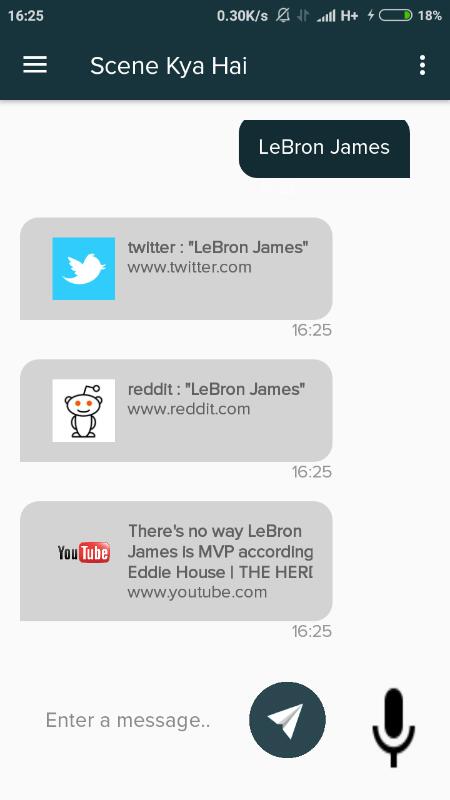 16:25 0.30K/s H+ 18%
Scene Kya Hai
LeBron James
twitter : "LeBron James"
www.twitter.com
16:25
reddit : "LeBron James"
www.reddit.com
16:25
YouTube
There's no way LeBron
James is MVP according
Eddie House | THE HERD
www.youtube.com
16:25
Enter a message..